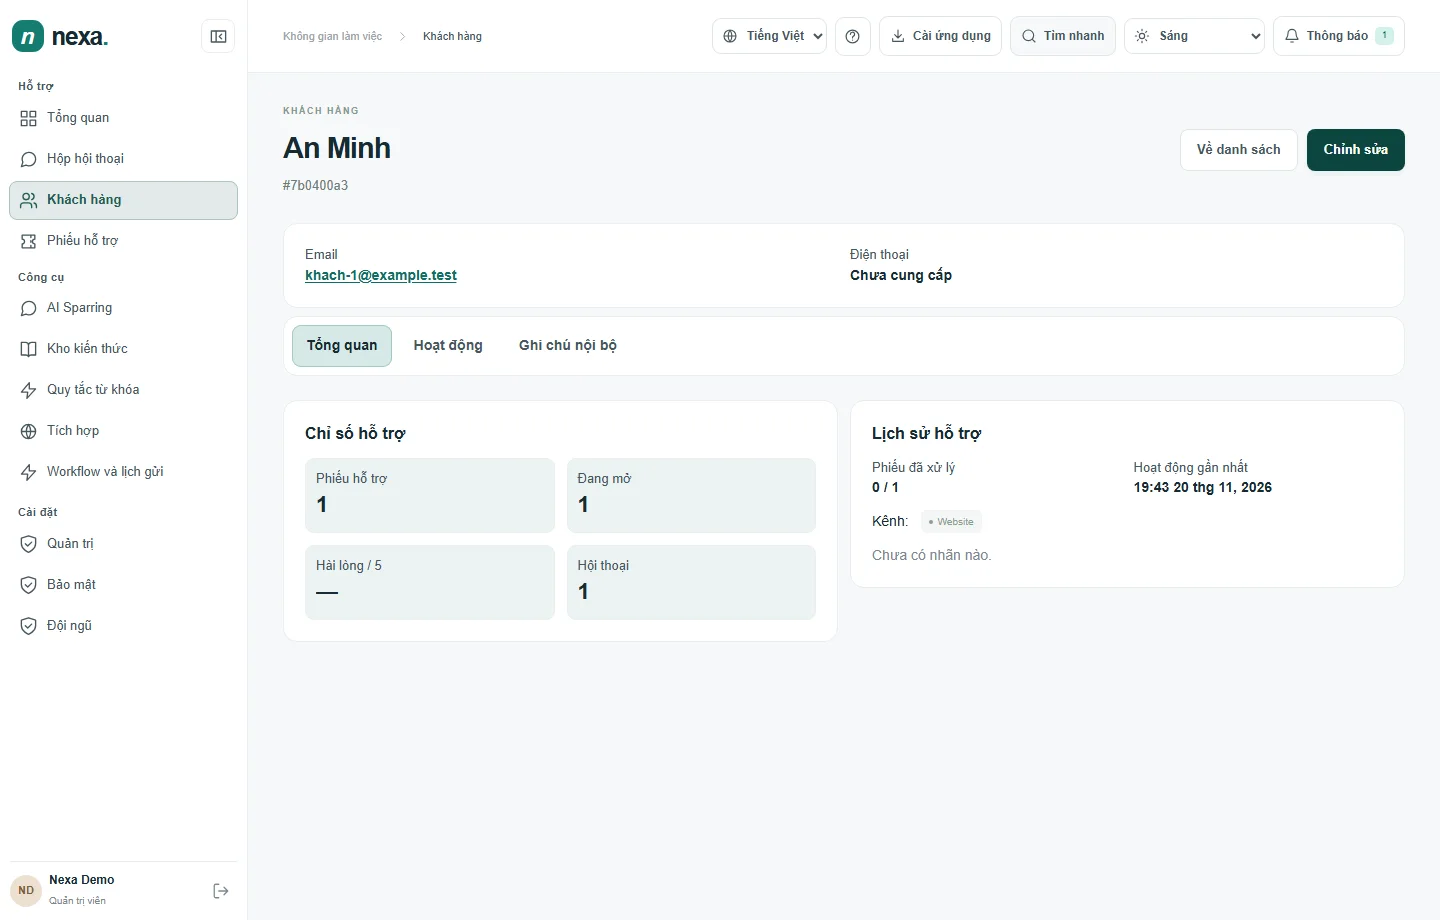 nexa.
Hỗ trợ
Tổng quan
Hộp hội thoại
Khách hàng
Phiếu hỗ trợ
Công cụ
AI Sparring
Kho kiến thức
Quy tắc từ khóa
Tích hợp
Workflow và lịch gửi
Cài đặt
Quản trị
Bảo mật
Đội ngũ
ND
Nexa Demo
Quản trị viên
Không gian làm việc
Khách hàng
Tiếng Việt
Cài ứng dụng
Tìm nhanh
Sáng
Thông báo 1
KHÁCH HÀNG
An Minh
#7b0400a3
Về danh sách
Chỉnh sửa
Email
khach-1@example.test
Điện thoại
Chưa cung cấp
Tổng quan
Hoạt động
Ghi chú nội bộ
Chỉ số hỗ trợ
Phiếu hỗ trợ
1
Đang mở
1
Hài lòng / 5
—
Hội thoại
1
Lịch sử hỗ trợ
Phiếu đã xử lý
0 / 1
Hoạt động gần nhất
19:43 20 thg 11, 2026
Kênh: • Website
Chưa có nhãn nào.